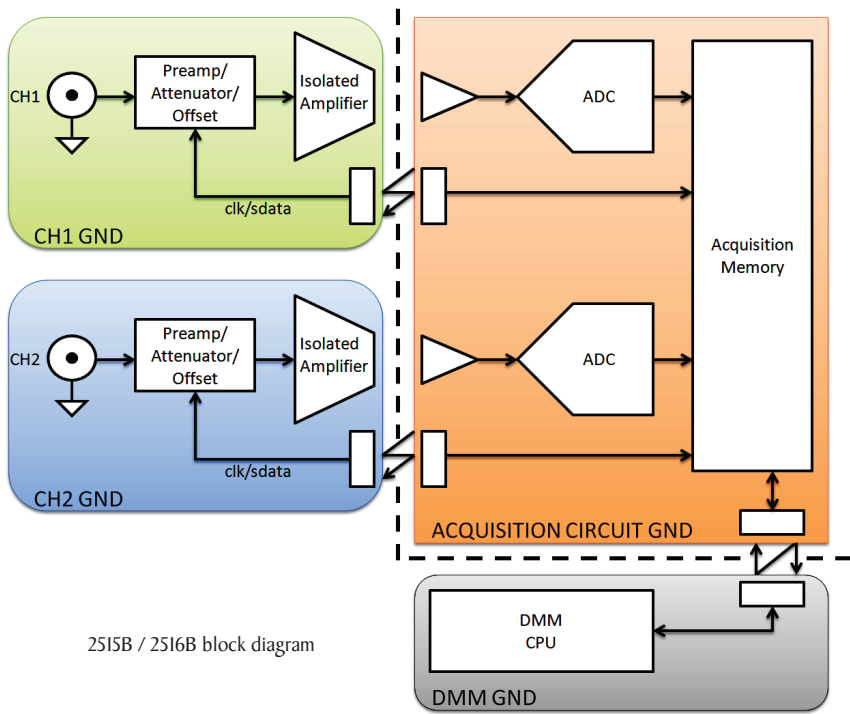 CH1
Preamp/
Attenuator/
Offset
Isolated
Amplifier
clk/sdata
CH1 GND
CH2
Preamp/
Attenuator/
Offset
Isolated
Amplifier
clk/sdata
CH2 GND
ADC
ADC
Acquisition
Memory
ACQUISITION CIRCUIT GND
DMM
CPU
DMM GND
2515B / 2516B block diagram